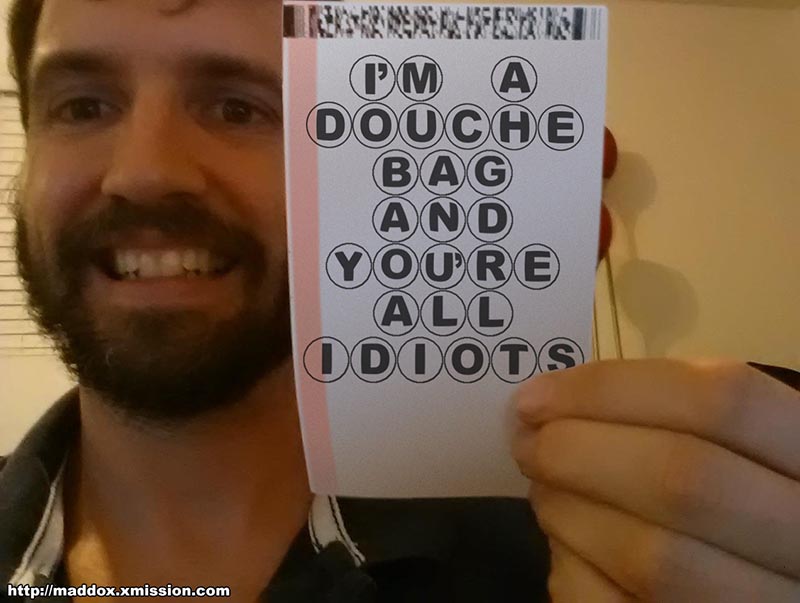 I'M A
DOUCHE
BAG
AND
YOU'RE
ALL
IDIOTS
http://maddox.xmission.com